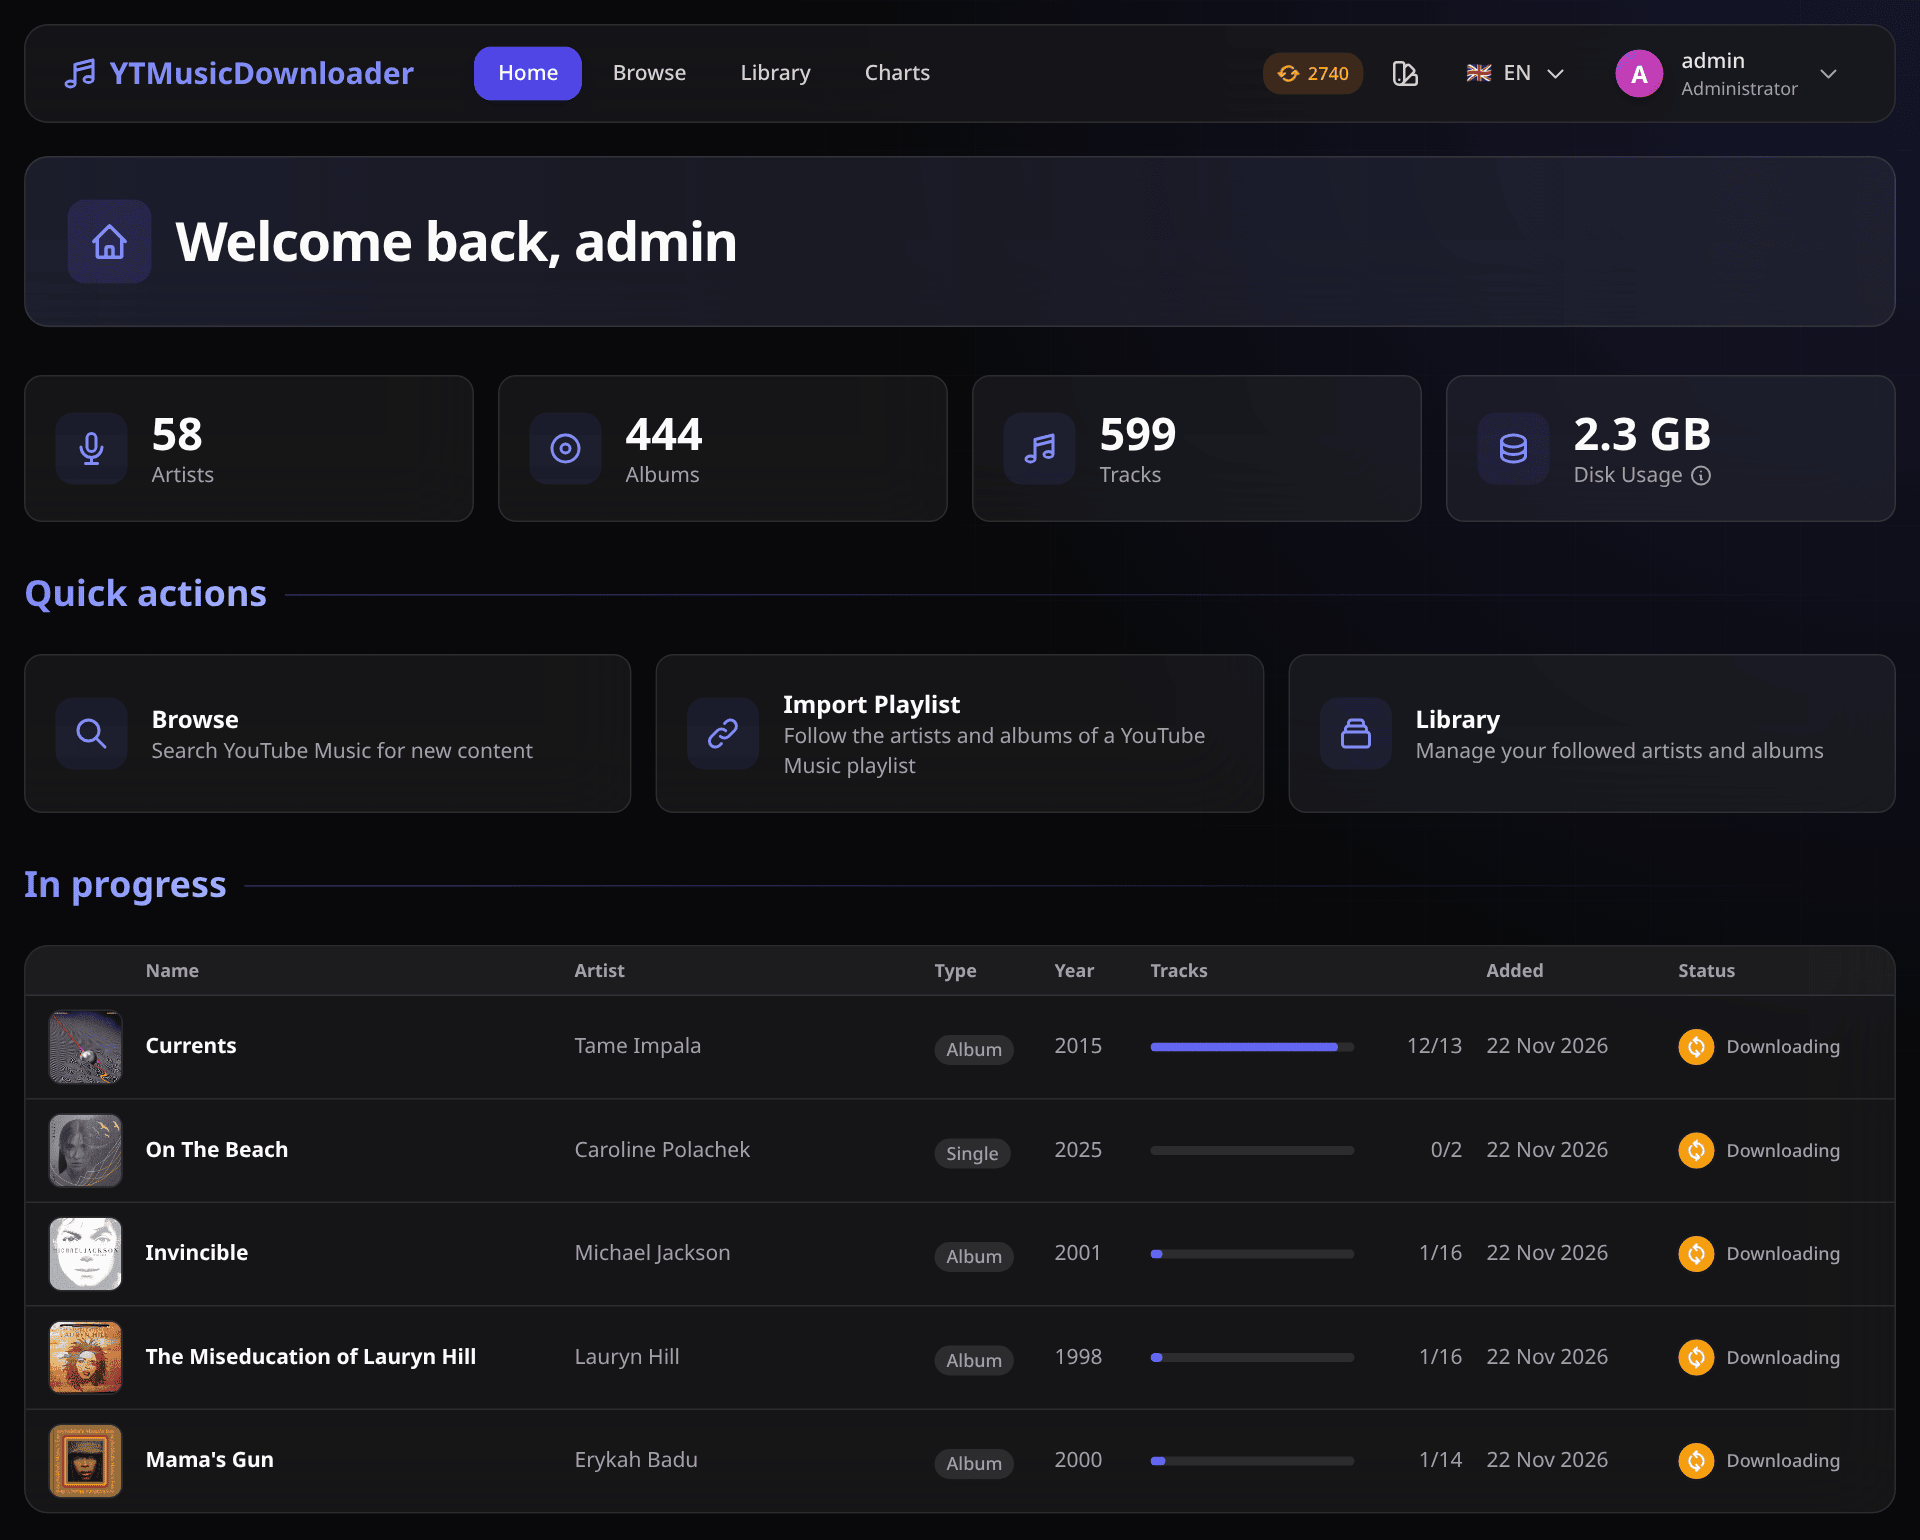 YTMusicDownloader
Home
Browse
Library
Charts
2740
EN
A
admin
Administrator
Welcome back, admin
58
Artists
444
Albums
599
Tracks
2.3 GB
Disk Usage
Quick actions
Browse
Search YouTube Music for new content
Import Playlist
Follow the artists and albums of a YouTube
Music playlist
Library
Manage your followed artists and albums
In progress
Name Artist Type Year Tracks Added Status
Currents Tame Impala Album 2015 12/13 22 Nov 2026 Downloading
On The Beach Caroline Polachek Single 2025 0/2 22 Nov 2026 Downloading
MICHAEL JACKSON
Invincible Michael Jackson Album 2001 1/16 22 Nov 2026 Downloading
LAURYN HILL
The Miseducation of Lauryn Hill Lauryn Hill Album 1998 1/16 22 Nov 2026 Downloading
Mama's Gun Erykah Badu Album 2000 1/14 22 Nov 2026 Downloading